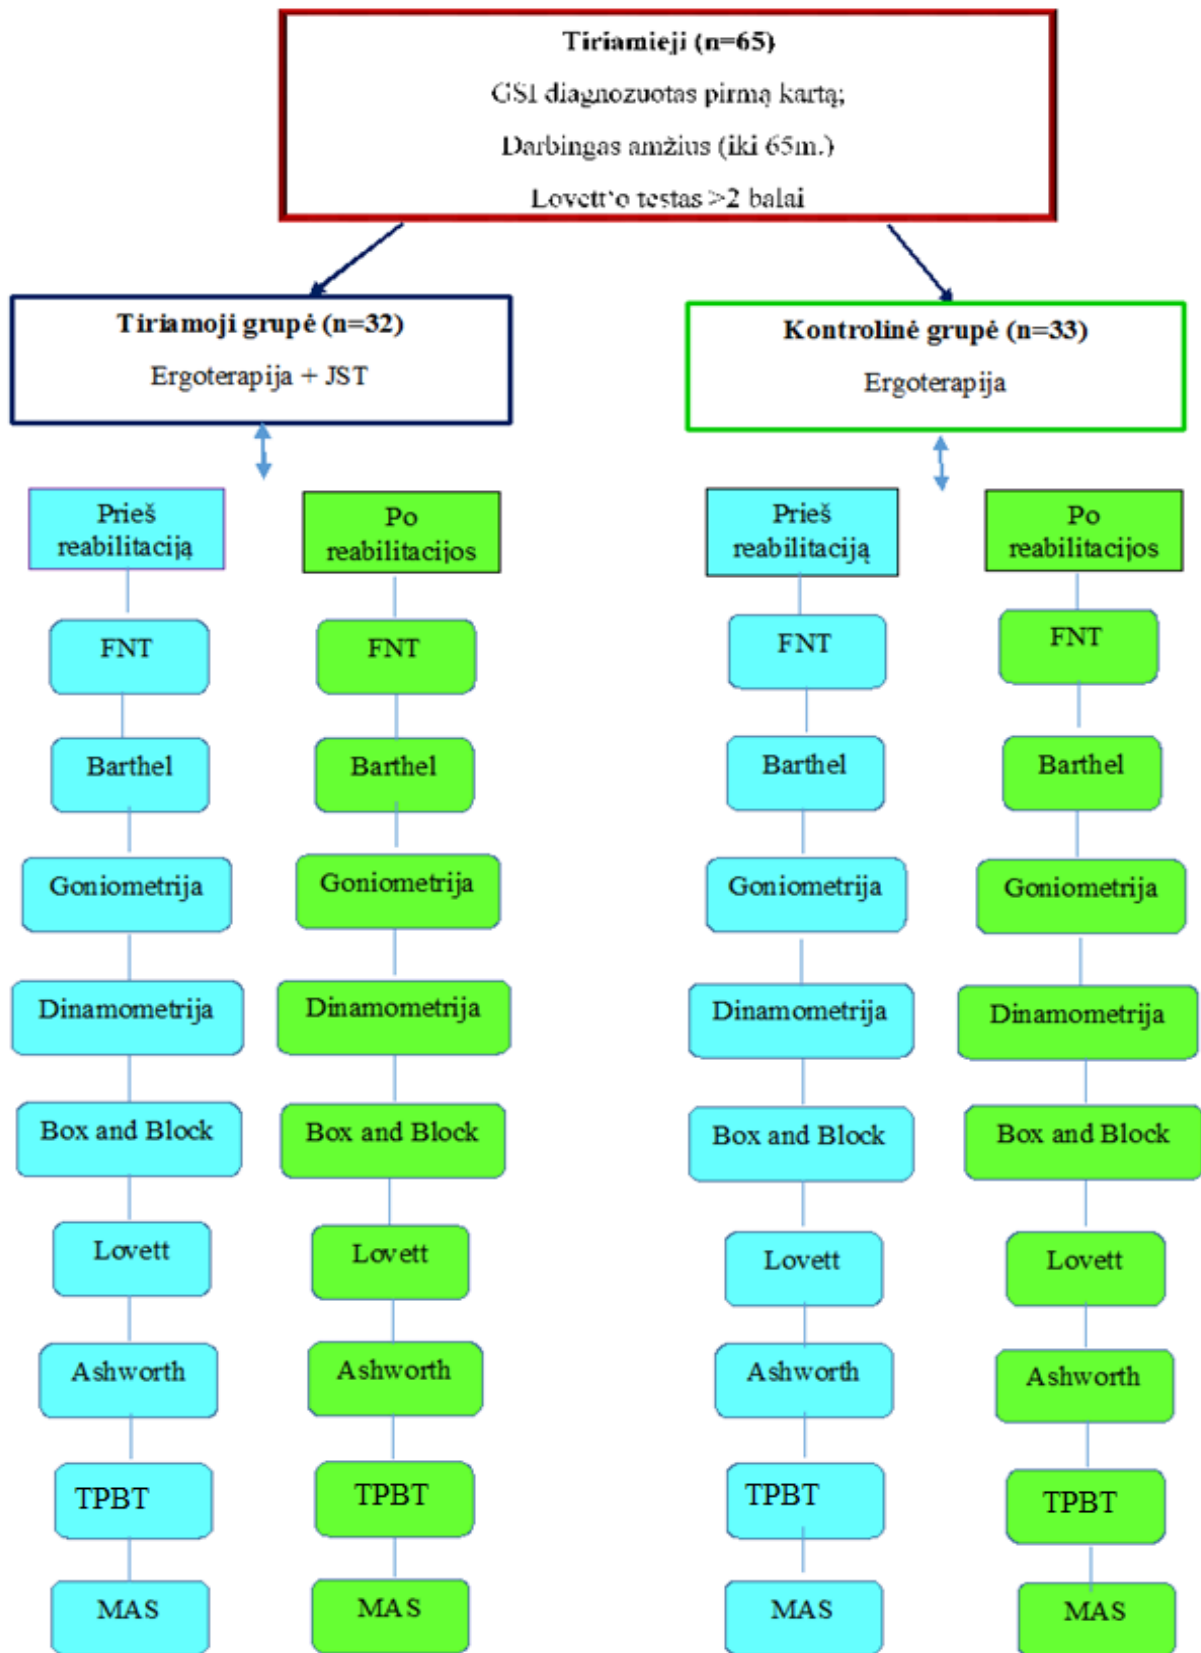 Tiriamieji (n=65)
GSI diagnozuotas pirmą kartą;
Darbingas amžius (iki 65m.)
Lovett‘o testas >2 balai
Tiriamoji grupė (n=32)
Ergoterapija + JST
Kontrolinė grupė (n=33)
Ergoterapija
Prieš
reabilitaciją
FNT
Barthel
Goniometrija
Dinamometrija
Box and Block
Lovett
Ashworth
TPBT
MAS
Po
reabilitacijos
FNT
Barthel
Goniometrija
Dinamometrija
Box and Block
Lovett
Ashworth
TPBT
MAS
Prieš
reabilitaciją
FNT
Barthel
Goniometrija
Dinamometrija
Box and Block
Lovett
Ashworth
TPBT
MAS
Po
reabilitacijos
FNT
Barthel
Goniometrija
Dinamometrija
Box and Block
Lovett
Ashworth
TPBT
MAS